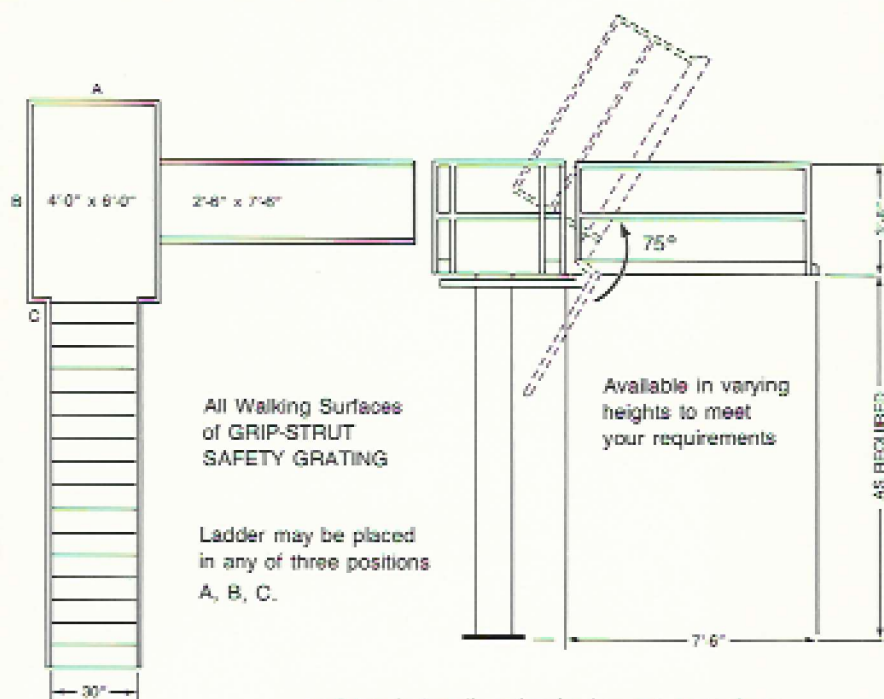 A
B
4'-0" x 6'-0"
2'-6" x 7'-6"
C
75°
All Walking Surfaces
of GRIP-STRUT
SAFETY GRATING
Available in varying
heights to meet
your requirements
AS REQUIRED
Ladder may be placed
in any of three positions
A, B, C.
7'6"
30"